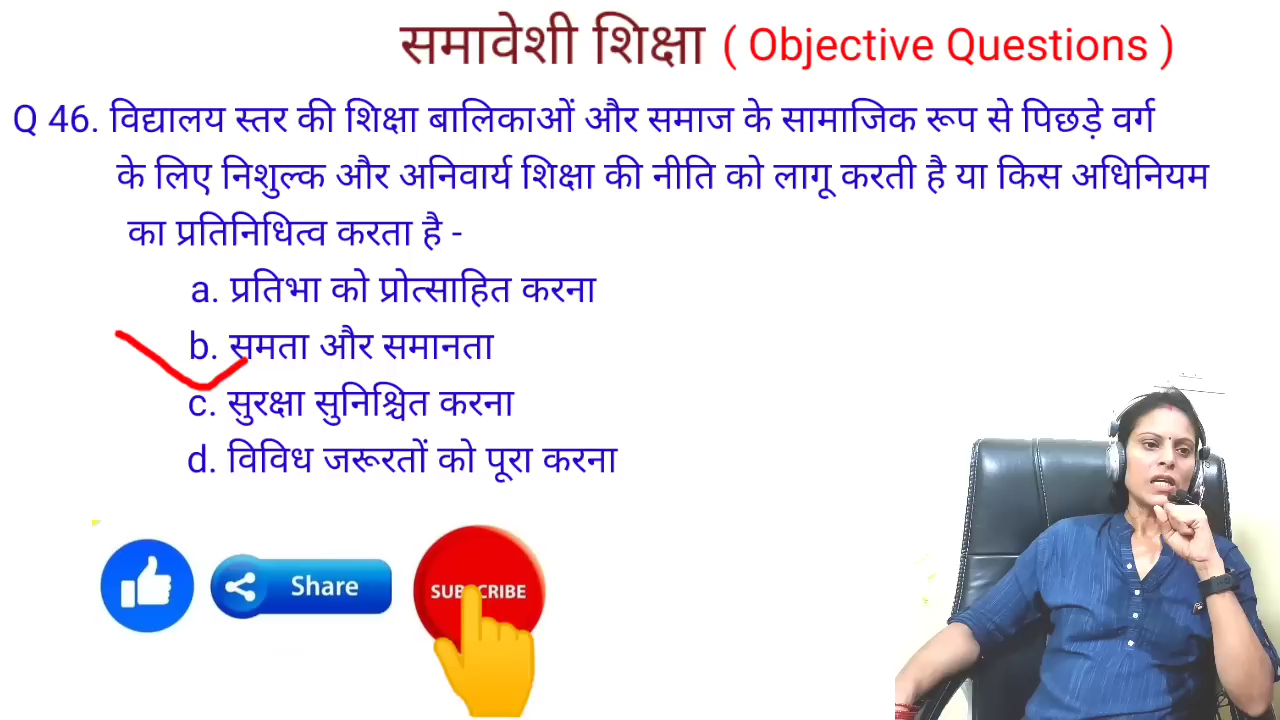 समावेशी शिक्षा ( Objective Questions )
Q 46. विद्यालय स्तर की शिक्षा बालिकाओं और समाज के सामाजिक रूप से पिछड़े वर्ग
के लिए निशुल्क और अनिवार्य शिक्षा की नीति को लागू करती है या किस अधिनियम
का प्रतिनिधित्व करता है -
a. प्रतिभा को प्रोत्साहित करना
b. समता और समानता
c. सुरक्षा सुनिश्चित करना
d. विविध जरूरतों को पूरा करना
Share
SUBSCRIBE